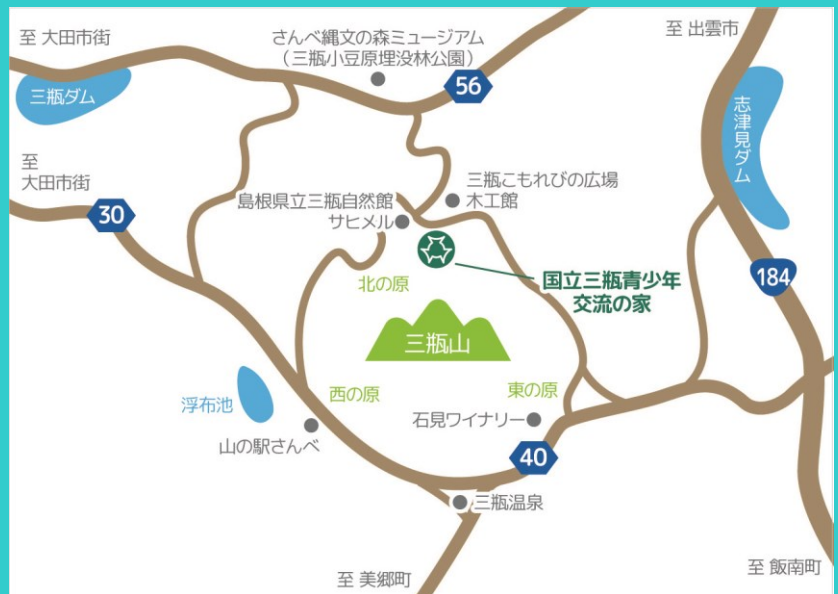 至 大田市街
さんべ縄文の森ミュージアム
（三瓶小豆原埋没林公園）
至 出雲市
三瓶ダム
56
志津見ダム
至
大田市街
30
三瓶こもれびの広場
木工館
島根県立三瓶自然館
サヒメル
北の原
国立三瓶青少年
交流の家
184
三瓶山
浮布池
西の原
東の原
石見ワイナリー
山の駅さんべ
40
三瓶温泉
至 美郷町
至 飯南町